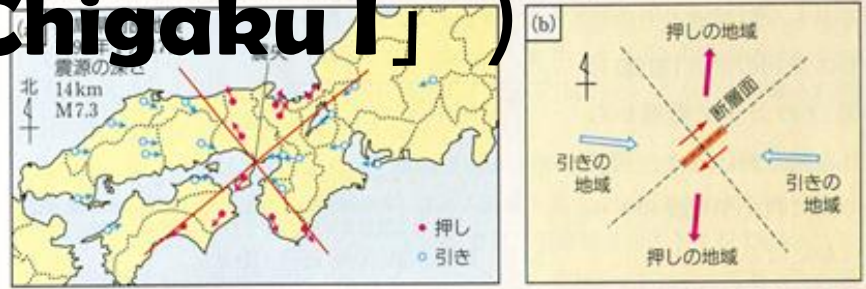 Chigaku I」 )
震源の深さ
14km
M7.3
北
震央
押し
引き
(b)
押しの地域
断層面
引きの
地域
引きの
地域
押しの地域